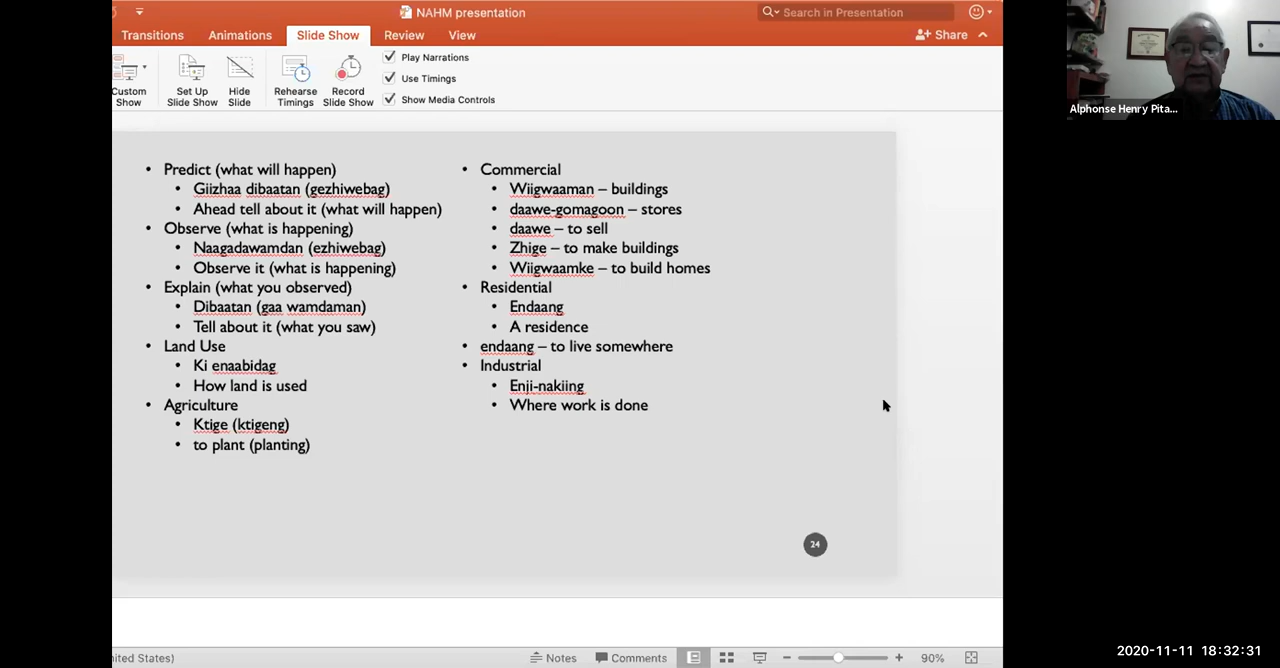 NAHM presentation
Search in Presentation
Transitions
Animations
Slide Show
Review
View
Share
Custom Show
Set Up Slide Show
Hide Slide
Rehearse Timings
Record Slide Show
Play Narrations
Use Timings
Show Media Controls
Alphonse Henry Pita...
• Predict (what will happen)
• Giizhaa dibaatan (gezhiwebag)
• Ahead tell about it (what will happen)
• Observe (what is happening)
• Naagadawamdan (ezhiwebag)
• Observe it (what is happening)
• Explain (what you observed)
• Dibaatan (gaa wamdaman)
• Tell about it (what you saw)
• Land Use
• Ki enaabidag
• How land is used
• Agriculture
• Ktige (ktigeng)
• to plant (planting)
• Commercial
• Wiigwaaman – buildings
• daawe-gomagoon – stores
• daawe – to sell
• Zhige – to make buildings
• Wiigwaamke – to build homes
• Residential
• Endaang
• A residence
• endaang – to live somewhere
• Industrial
• Enji-nakiing
• Where work is done
24
nited States)
Notes
Comments
90%
2020-11-11 18:32:31